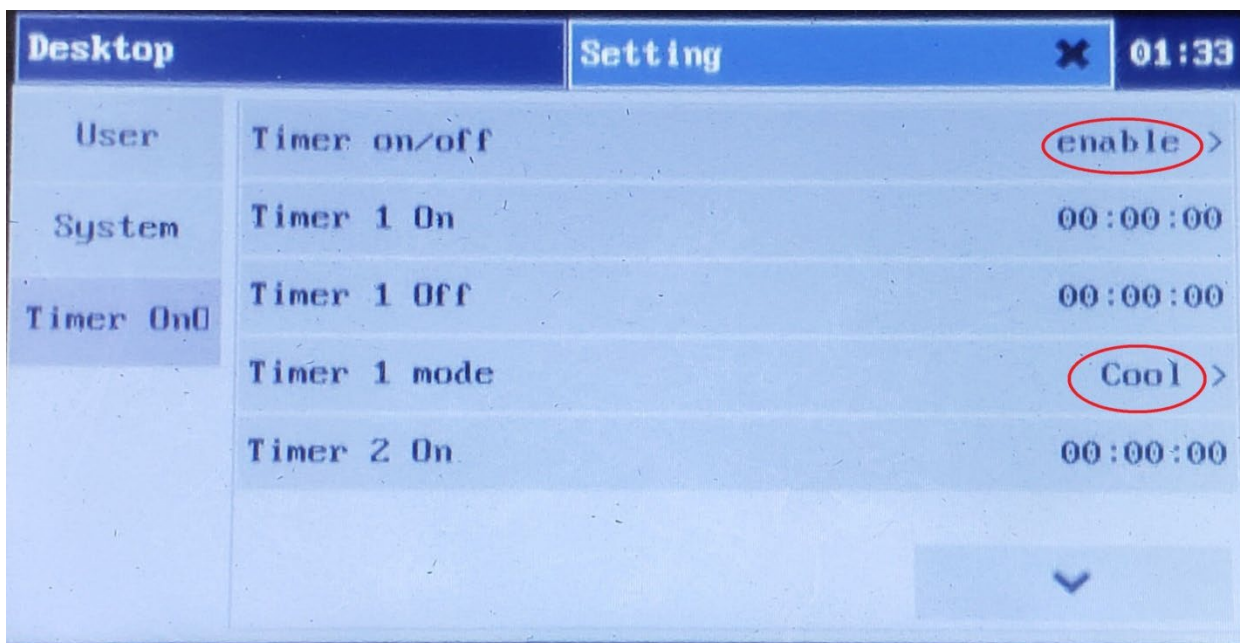 Desktop Setting 01:33
User Timer on/off enable >
System Timer 1 On 00:00:00
Timer 1 Off 00:00:00
Timer On0
Timer 1 mode Cool >
Timer 2 On 00:00:00